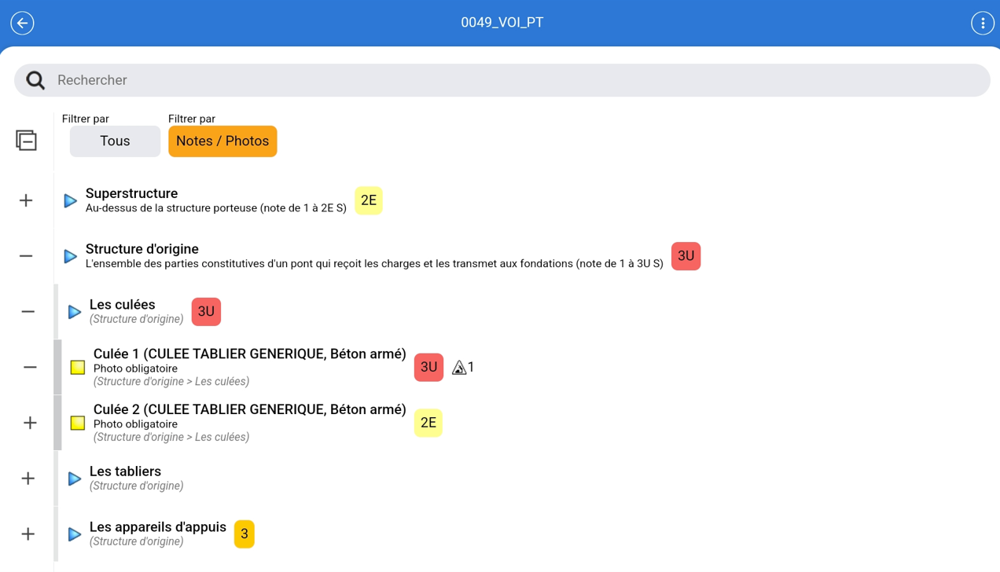 0049_VOI_PT
Rechercher
Filtrer par
Filtrer par
Tous
Notes / Photos
Superstructure
Au-dessus de la structure porteuse (note de 1 à 2E S)
2E
Structure d'origine
L'ensemble des parties constitutives d'un pont qui reçoit les charges et les transmet aux fondations (note de 1 à 3U S)
3U
Les culées
(Structure d'origine)
3U
Culée 1 (CULEE TABLIER GENERIQUE, Béton armé)
Photo obligatoire
(Structure d'origine > Les culées)
3U
1
Culée 2 (CULEE TABLIER GENERIQUE, Béton armé)
Photo obligatoire
(Structure d'origine > Les culées)
2E
Les tabliers
(Structure d'origine)
Les appareils d'appuis
(Structure d'origine)
3